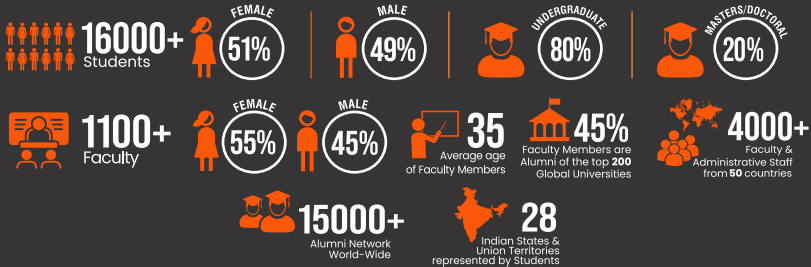 16000+
Students
FEMALE
51%
MALE
49%
UNDERGRADUATE
80%
MASTERS/DOCTORAL
20%
1100+
Faculty
FEMALE
55%
MALE
45%
35
Average age
of Faculty Members
45%
Faculty Members are
Alumni of the top 200
Global Universities
4000+
Faculty &
Administrative Staff
from 50 countries
15000+
Alumni Network
World-Wide
28
Indian States &
Union Territories
represented by Students